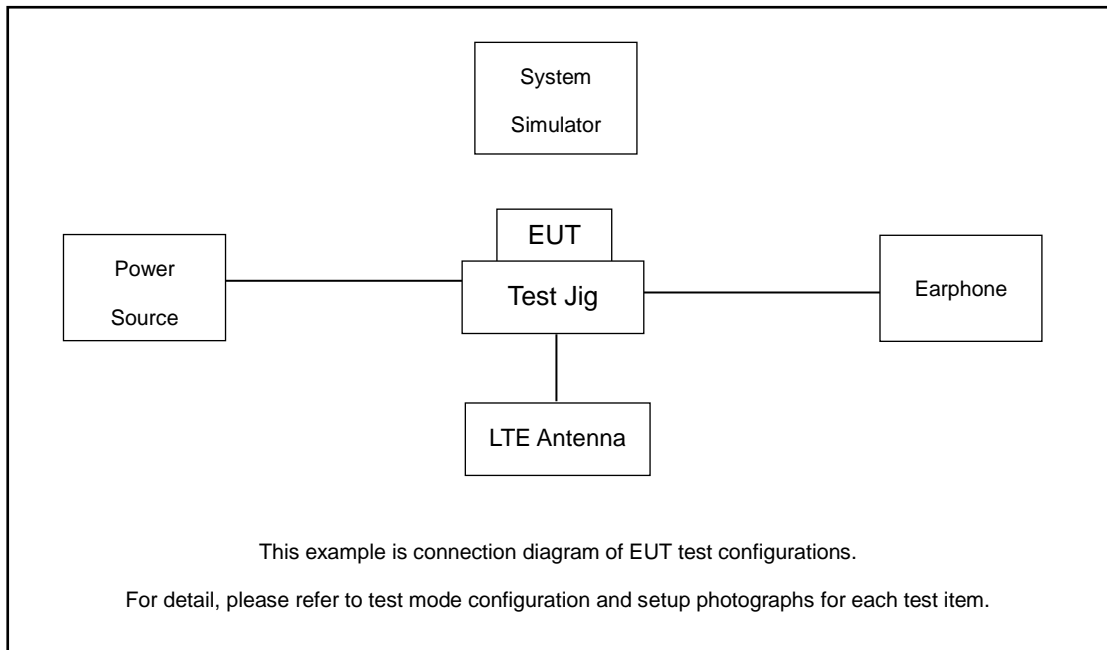 System
Simulator
EUT
Power
Source
Test Jig
Earphone
LTE Antenna
This example is connection diagram of EUT test configurations.
For detail, please refer to test mode configuration and setup photographs for each test item.